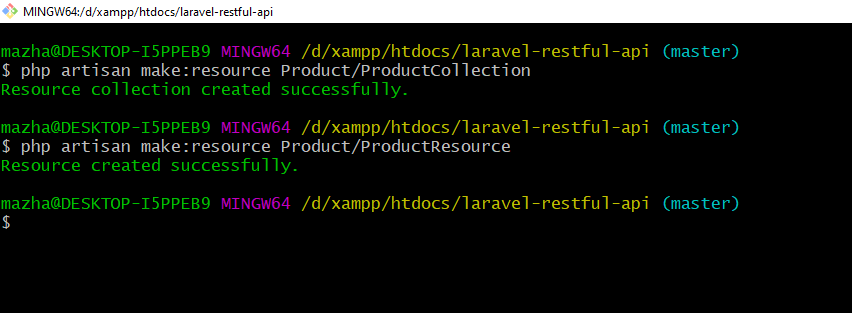 MINGW64:/d/xampp/htdocs/laravel-restful-api
mazha@DESKTOP-I5PPEB9 MINGW64 /d/xampp/htdocs/laravel-restful-api (master)
$ php artisan make:resource Product/ProductCollection
Resource collection created successfully.
mazha@DESKTOP-I5PPEB9 MINGW64 /d/xampp/htdocs/laravel-restful-api (master)
$ php artisan make:resource Product/ProductResource
Resource created successfully.
mazha@DESKTOP-I5PPEB9 MINGW64 /d/xampp/htdocs/laravel-restful-api (master)
$